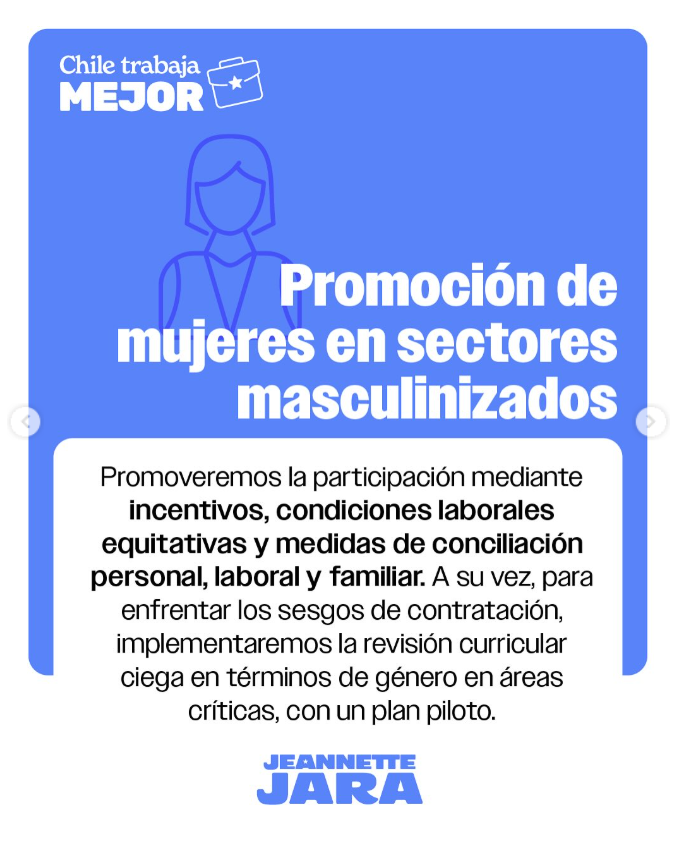 Chile trabaja
MEJOR
Promoción de
mujeres en sectores
masculinizados
Promoveremos la participación mediante
incentivos, condiciones laborales
equitativas y medidas de conciliación
personal, laboral y familiar. A su vez, para
enfrentar los sesgos de contratación,
implementaremos la revisión curricular
ciega en términos de género en áreas
críticas, con un plan piloto.
JEANNETTE
JARA